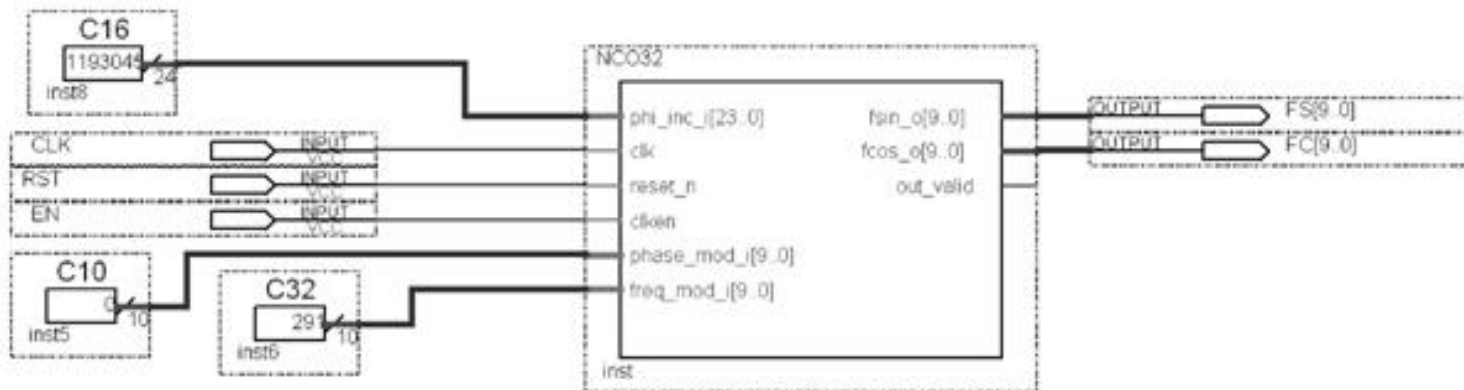 C16
1193045
24
inst8
CLK
INPUT
VCC
RST
INPUT
VCC
EN
INPUT
VCC
C10
0
10
inst5
C32
291
10
inst6
NCO32
phi_inc_i[23..0]
clk
reset_n
clken
phase_mod_i[9..0]
freq_mod_i[9..0]
fsin_o[9..0]
fcos_o[9..0]
out_valid
inst
OUTPUT
FS[9..0]
OUTPUT
FC[9..0]